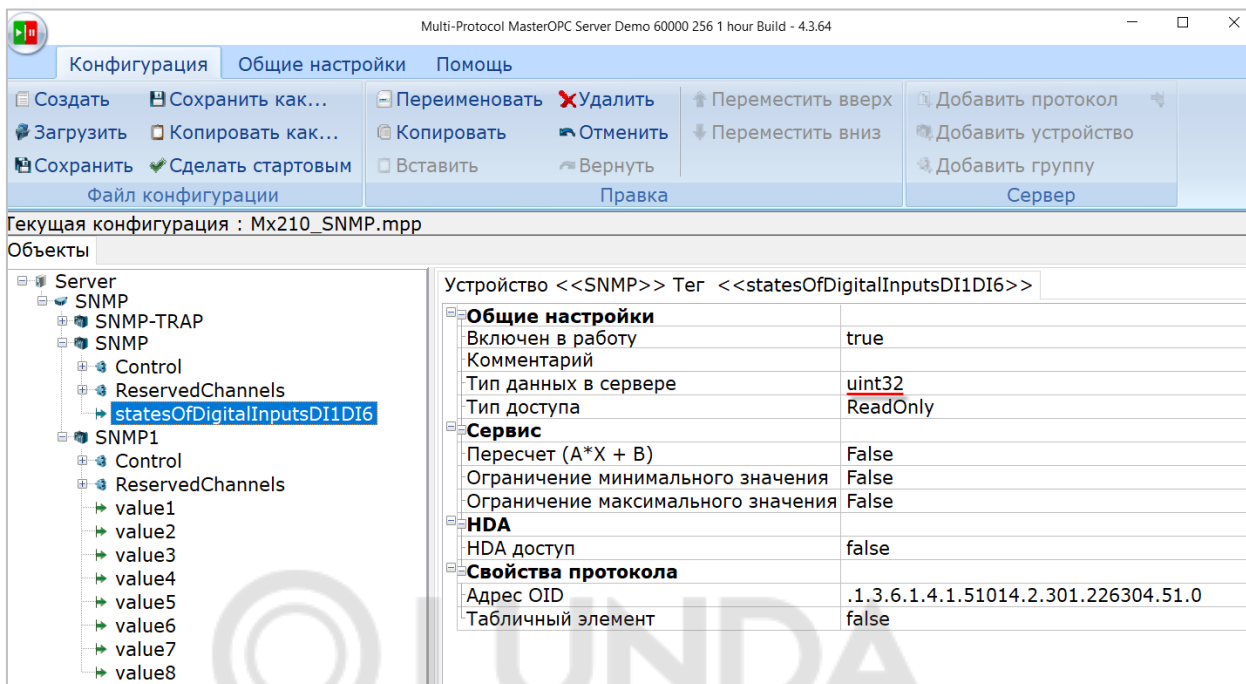 Multi-Protocol MasterOPC Server Demo 60000 256 1 hour Build - 4.3.64
Конфигурация Общие настройки Помощь
Создать Сохранить как... Переименовать Удалить Переместить вверх Добавить протокол
Загрузить Копировать как... Копировать Отменить Переместить вниз Добавить устройство
Сохранить Сделать стартовым Вставить Вернуть Добавить группу
Файл конфигурации Правка Сервер
Текущая конфигурация : Mx210_SNMP.mpp
Объекты
Server
SNMP
SNMP-TRAP
SNMP
Control
ReservedChannels
statesOfDigitalInputsDI1DI6
SNMP1
Control
ReservedChannels
value1
value2
value3
value4
value5
value6
value7
value8
Устройство <<SNMP>> Тег <<statesOfDigitalInputsDI1DI6>>
Общие настройки
Включен в работу true
Комментарий
Тип данных в сервере uint32
Тип доступа ReadOnly
Сервис
Пересчет (A*X + B) False
Ограничение минимального значения False
Ограничение максимального значения False
HDA
HDA доступ false
Свойства протокола
Адрес OID .1.3.6.1.4.1.51014.2.301.226304.51.0
Табличный элемент false
LUNDA